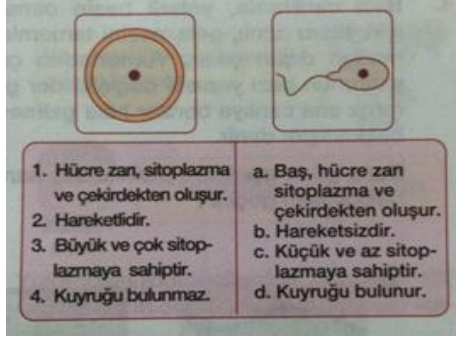 1. Hücre zarı, sitoplazma
ve çekirdekten oluşur.
2. Hareketlidir.
3. Büyük ve çok sitop-
lazmaya sahiptir.
4. Kuyruğu bulunmaz.
a. Baş, hücre zarı
sitoplazma ve
çekirdekten oluşur.
b. Hareketsizdir.
c. Küçük ve az sitop-
lazmaya sahiptir.
d. Kuyruğu bulunur.